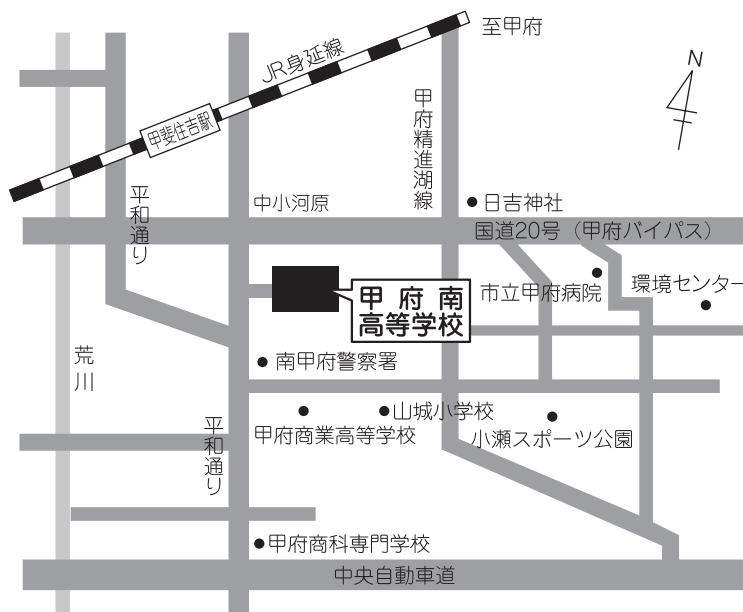 至甲府
JR身延線
N
甲斐住吉駅
甲府精進湖線
平和通り
中小河原
日吉神社
国道20号（甲府バイパス）
市立甲府病院
環境センター
甲府南
高等学校
荒川
南甲府警察署
平和通り
山城小学校
甲府商業高等学校
小瀬スポーツ公園
甲府商科専門学校
中央自動車道